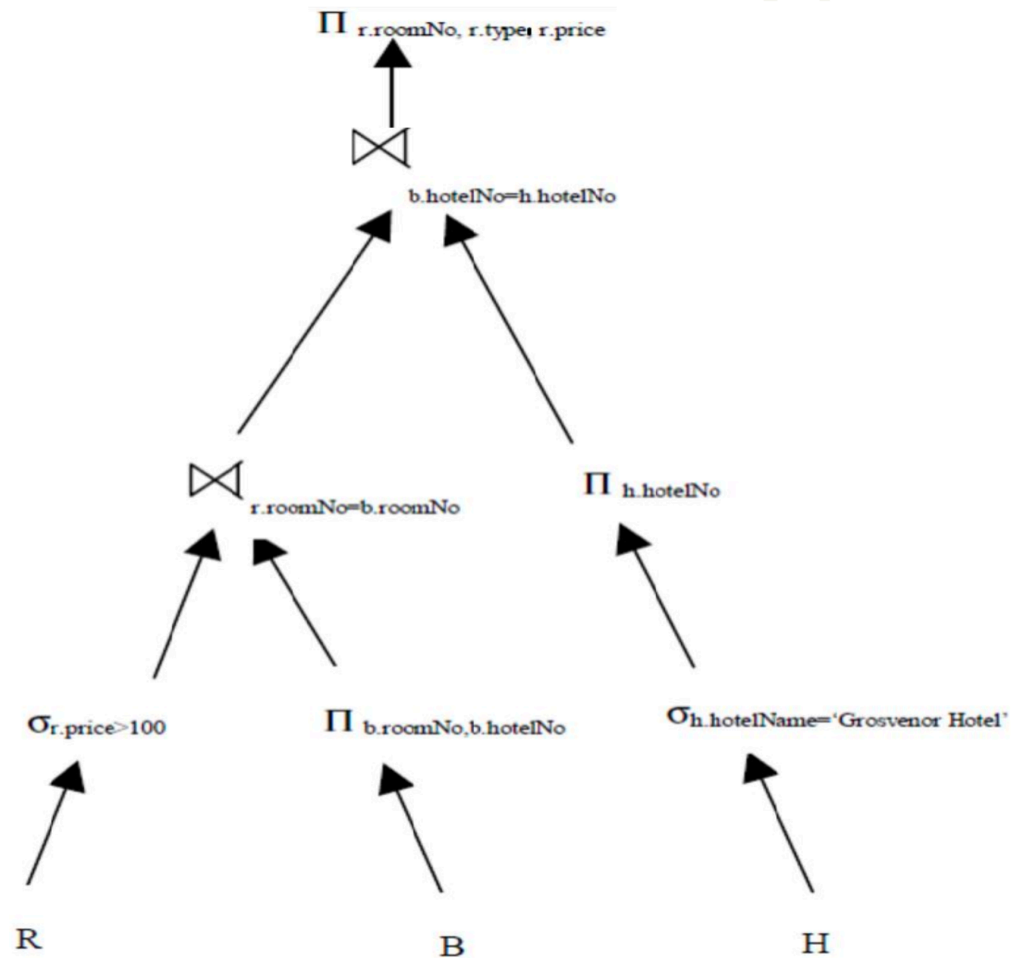 Π r.roomNo, r.type, r.price
⋈
b.hotelNo=h.hotelNo
⋈ r.roomNo=b.roomNo
Π h.hotelNo
σr.price>100
Π b.roomNo,b.hotelNo
σh.hotelName=‘Grosvenor Hotel’
R
B
H